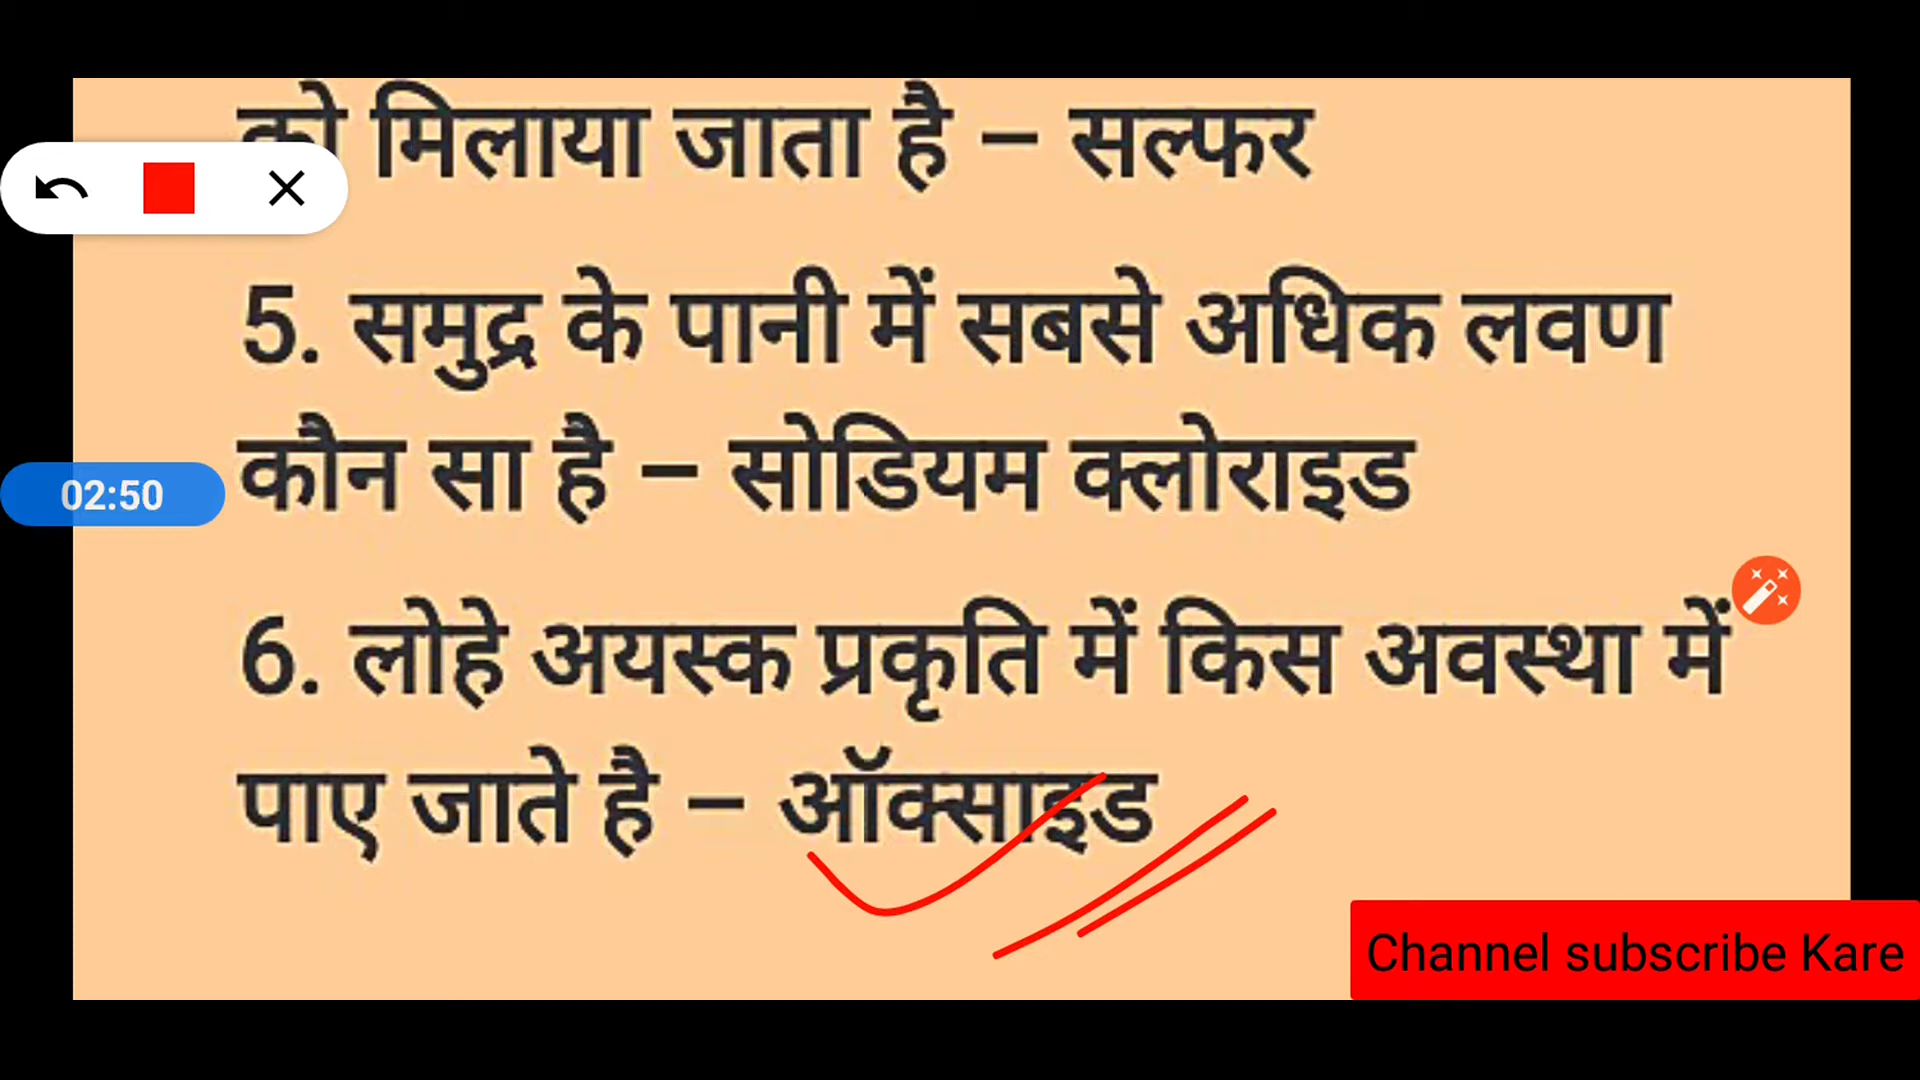 को मिलाया जाता है – सल्फर
5. समुद्र के पानी में सबसे अधिक लवण
02:50
कौन सा है – सोडियम क्लोराइड
6. लोहे अयस्क प्रकृति में किस अवस्था में
पाए जाते है – ऑक्साइड
Channel subscribe Kare